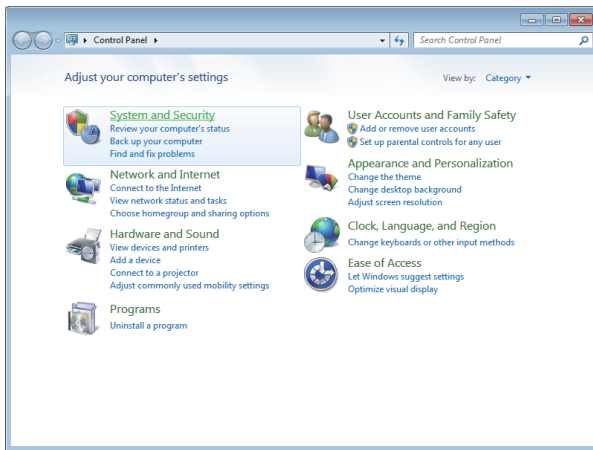 Control Panel
Search Control Panel
Adjust your computer's settings
View by: Category
System and Security
Review your computer's status
Back up your computer
Find and fix problems
Network and Internet
Connect to the Internet
View network status and tasks
Choose homegroup and sharing options
Hardware and Sound
View devices and printers
Add a device
Connect to a projector
Adjust commonly used mobility settings
Programs
Uninstall a program
User Accounts and Family Safety
Add or remove user accounts
Set up parental controls for any user
Appearance and Personalization
Change the theme
Change desktop background
Adjust screen resolution
Clock, Language, and Region
Change keyboards or other input methods
Ease of Access
Let Windows suggest settings
Optimize visual display